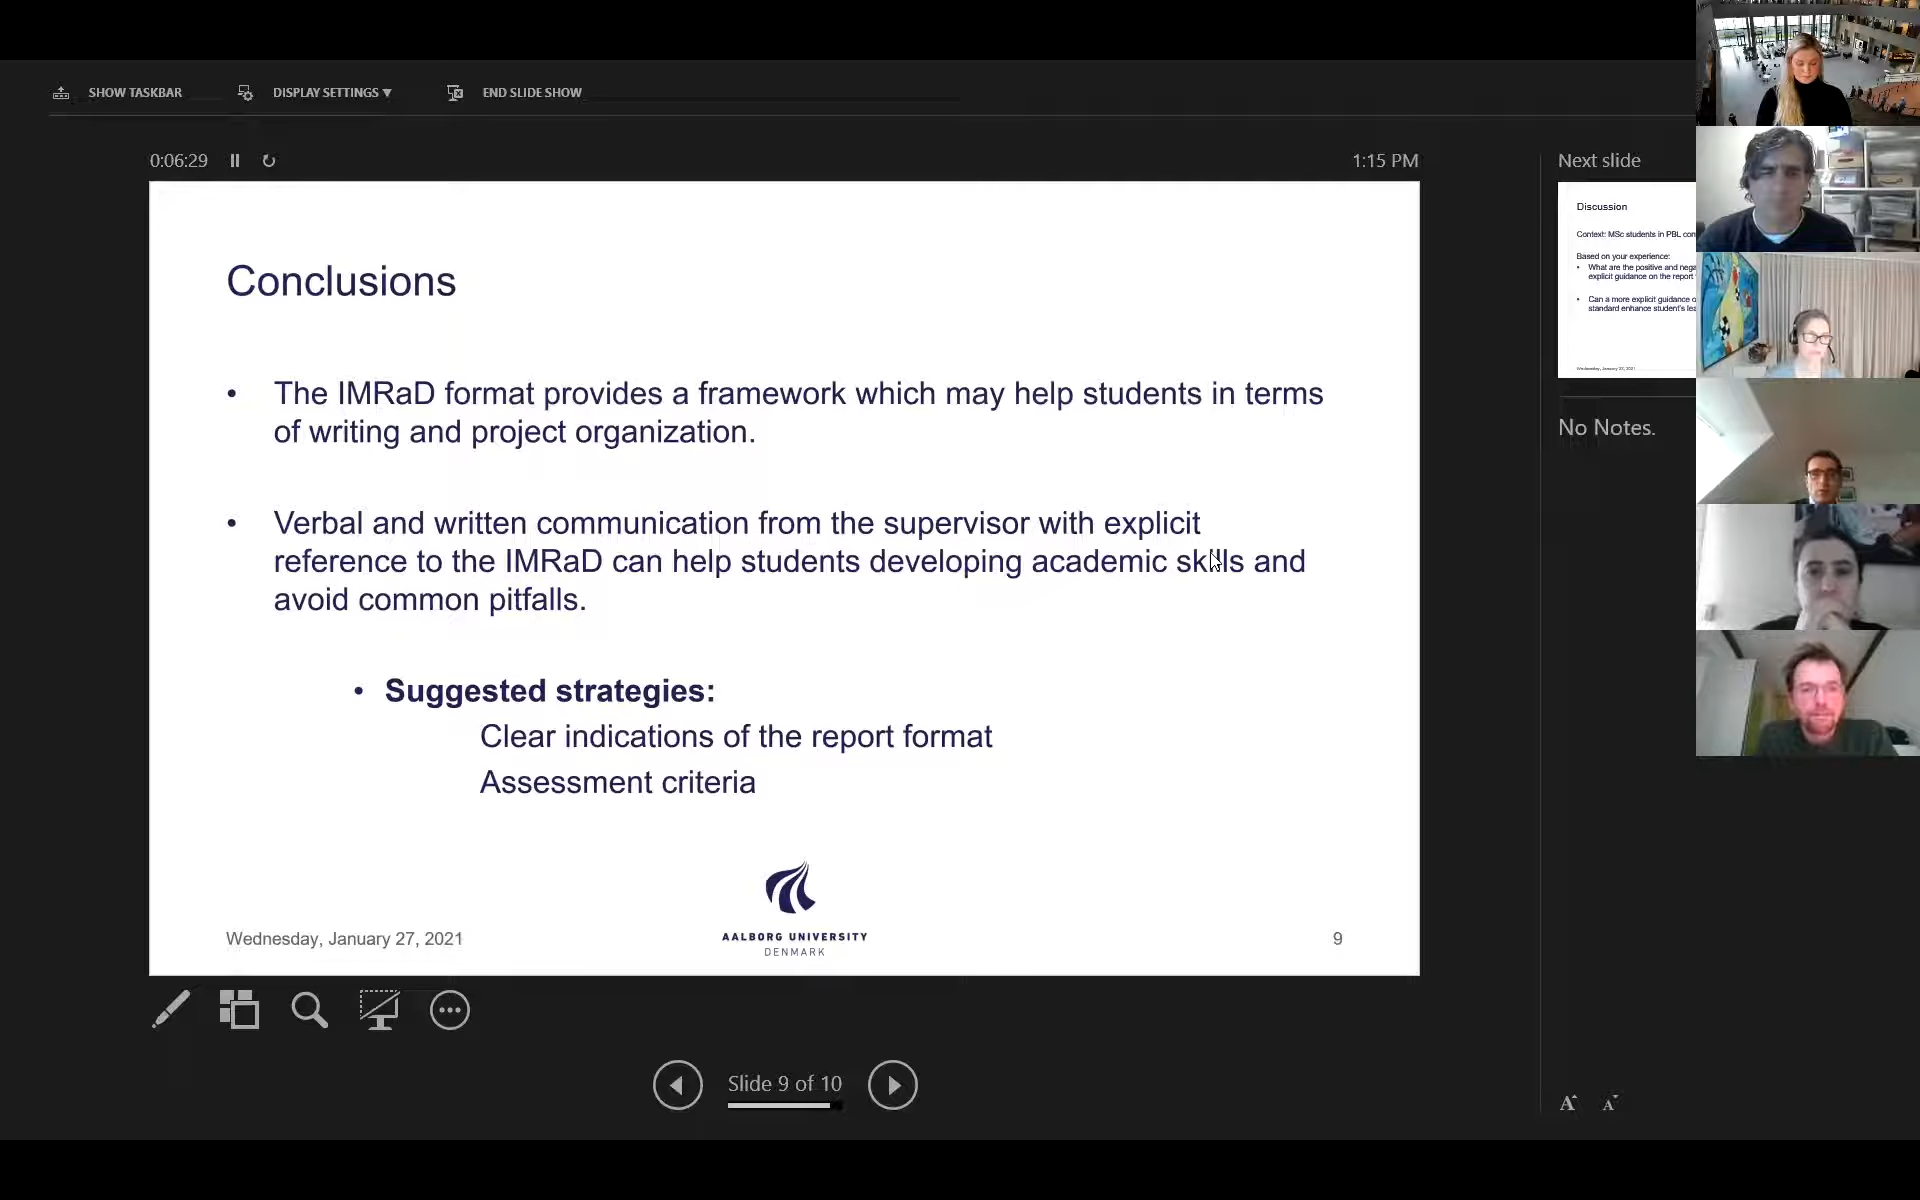 SHOW TASKBAR
DISPLAY SETTINGS ▼
END SLIDE SHOW
0:06:29
1:15 PM
Conclusions
• The IMRaD format provides a framework which may help students in terms
of writing and project organization.
• Verbal and written communication from the supervisor with explicit
reference to the IMRaD can help students developing academic skills and
avoid common pitfalls.
• Suggested strategies:
Clear indications of the report format
Assessment criteria
Wednesday, January 27, 2021
AALBORG UNIVERSITY
DENMARK
9
Slide 9 of 10
Next slide
Discussion
Context: MSc students in PBL
Based on your experience:
• What are the positive and
explicit guidance on the report
• Can a more explicit guidance
standard enhance student's
Wednesday, January 27, 2021
No Notes.
A
A